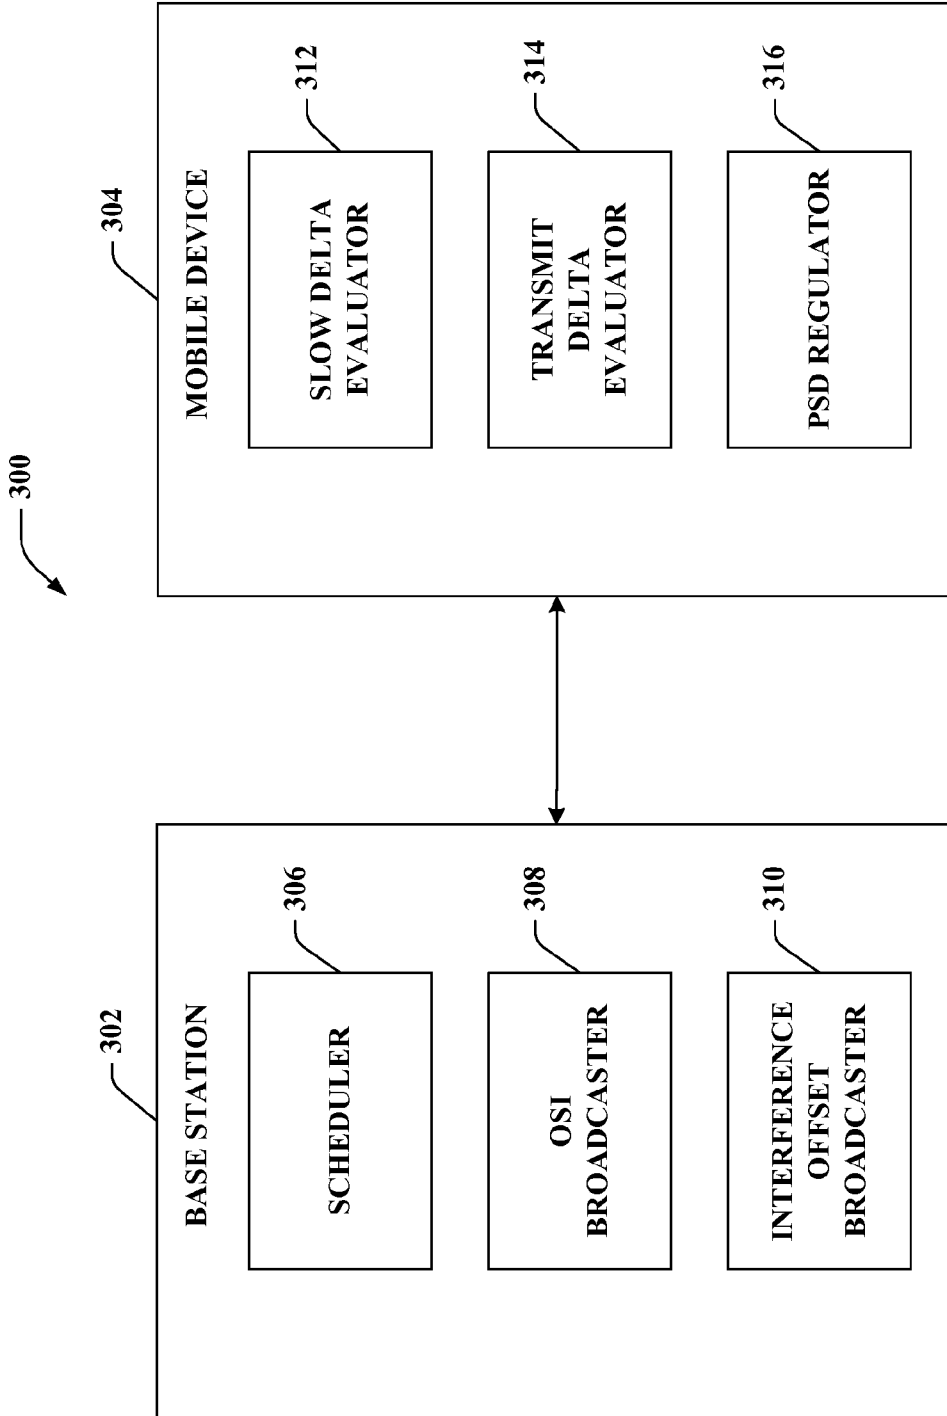 300
302
BASE STATION
306
SCHEDULER
308
OSI
BROADCASTER
310
INTERFERENCE
OFFSET
BROADCASTER
304
MOBILE DEVICE
312
SLOW DELTA
EVALUATOR
314
TRANSMIT
DELTA
EVALUATOR
316
PSD REGULATOR